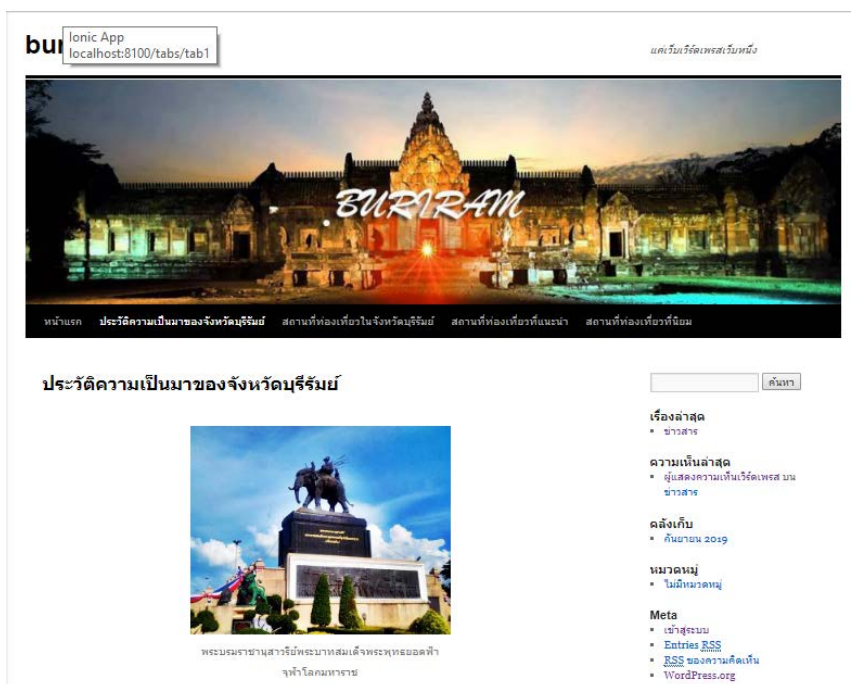 Ionic App
localhost:8100/tabs/tab1
แค่เว็บเวิร์ดเพรสเว็บหนึ่ง
BURIRAM
หน้าแรก ประวัติความเป็นมาของจังหวัดบุรีรัมย์ สถานที่ท่องเที่ยวในจังหวัดบุรีรัมย์ สถานที่ท่องเที่ยวที่แนะนำ สถานที่ท่องเที่ยวที่นิยม
ประวัติความเป็นมาของจังหวัดบุรีรัมย์
พระบรมราชานุสาวรีย์พระบาทสมเด็จพระพุทธยอดฟ้า
จุฬาโลกมหาราช
ค้นหา
เรื่องล่าสุด
ข่าวสาร
ความเห็นล่าสุด
ผู้แสดงความเห็นเวิร์ดเพรส บน
ข่าวสาร
คลังเก็บ
กันยายน 2019
หมวดหมู่
ไม่มีหมวดหมู่
Meta
เข้าสู่ระบบ
Entries RSS
RSS ของความคิดเห็น
WordPress.org